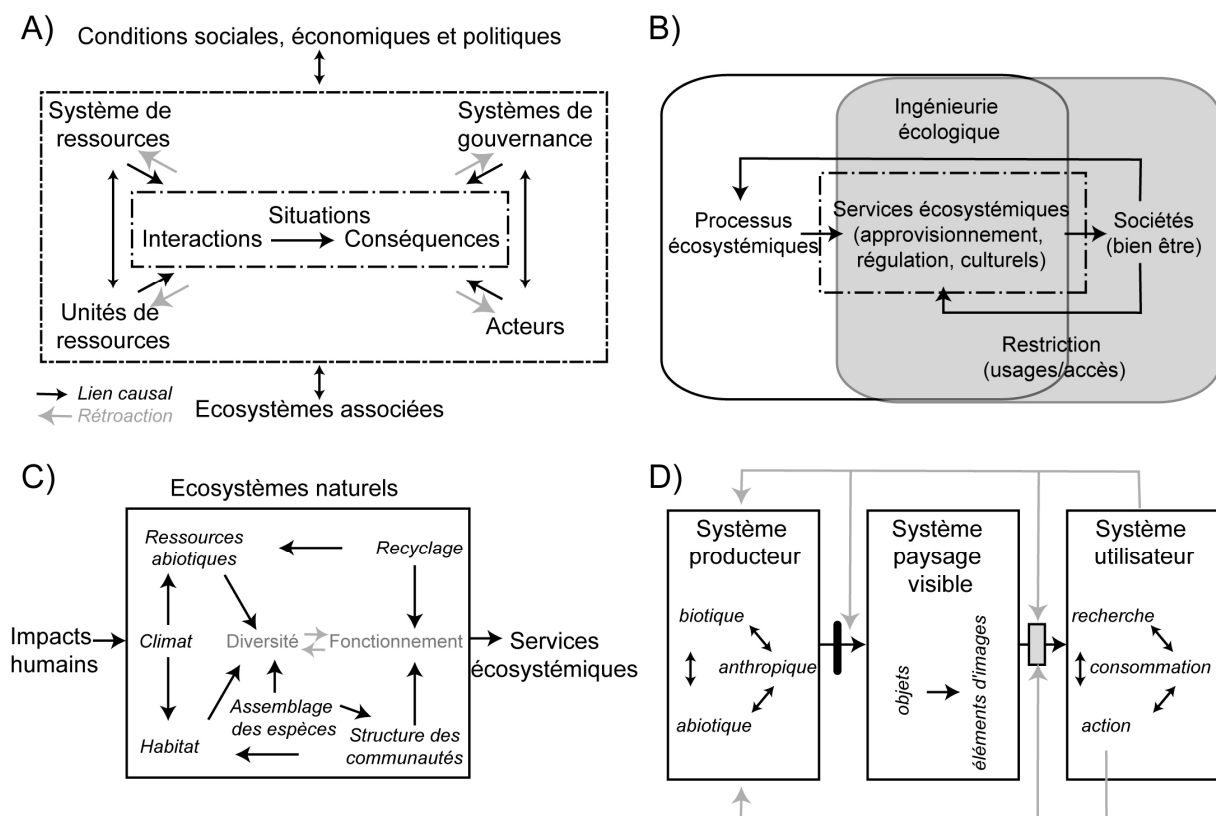 A)
Conditions sociales, économiques et politiques
Système de
ressources
Systèmes de
gouvernance
Situations
Interactions
Conséquences
Unités de
ressources
Acteurs
Lien causal
Rétroaction
Ecosystèmes associées
B)
Ingénieurie
écologique
Processus
écosystémiques
Services écosystémiques
(approvisionnement,
régulation, culturels)
Sociétés
(bien être)
Restriction
(usages/accès)
C)
Ecosystèmes naturels
Ressources
abiotiques
Recyclage
Impacts
humains
Climat
Diversité
Fonctionnement
Services
écosystémiques
Assemblage
des espèces
Habitat
Structure des
communautés
D)
Système
producteur
biotique
anthropique
abiotique
Système
paysage
visible
objets
éléments d'images
Système
utilisateur
recherche
consommation
action